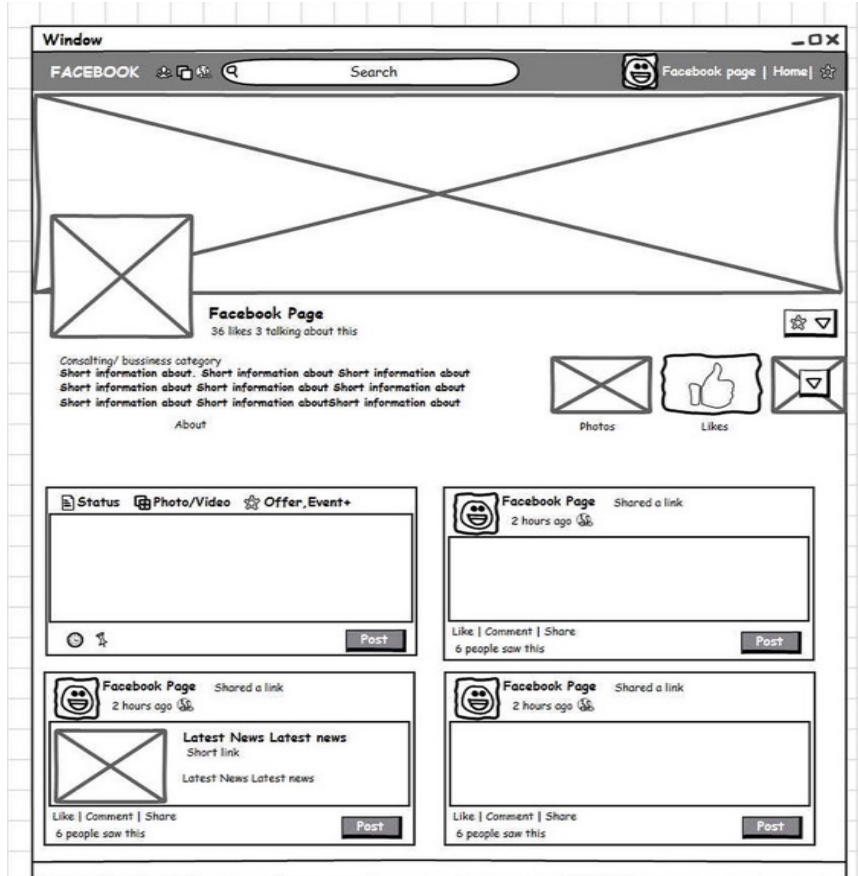 Window
FACEBOOK Search Facebook page | Home|
Facebook Page
36 likes 3 talking about this
Consalting/ bussiness category
Short information about. Short information about Short information about
Short information about Short information about Short information about
Short information about Short information aboutShort information about
About
Photos Likes
Status Photo/Video Offer,Event+
Post
Facebook Page Shared a link
2 hours ago
Like | Comment | Share
6 people saw this
Post
Facebook Page Shared a link
2 hours ago
Latest News Latest news
Short link
Latest News Latest news
Like | Comment | Share
6 people saw this
Post
Facebook Page Shared a link
2 hours ago
Like | Comment | Share
6 people saw this
Post